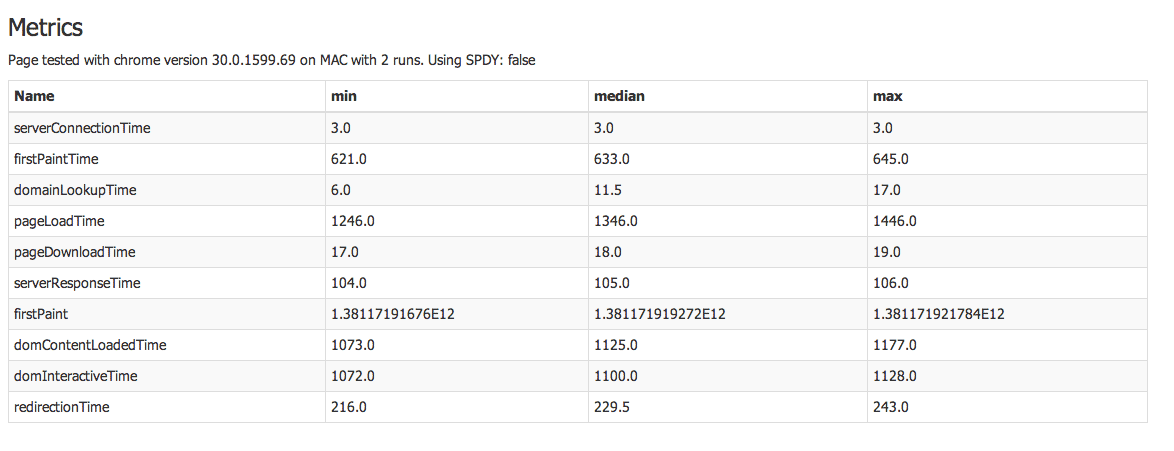 Metrics
Page tested with chrome version 30.0.1599.69 on MAC with 2 runs. Using SPDY: false
Name min median max
serverConnectionTime 3.0 3.0 3.0
firstPaintTime 621.0 633.0 645.0
domainLookupTime 6.0 11.5 17.0
pageLoadTime 1246.0 1346.0 1446.0
pageDownloadTime 17.0 18.0 19.0
serverResponseTime 104.0 105.0 106.0
firstPaint 1.38117191676E12 1.381171919272E12 1.381171921784E12
domContentLoadedTime 1073.0 1125.0 1177.0
domInteractiveTime 1072.0 1100.0 1128.0
redirectionTime 216.0 229.5 243.0